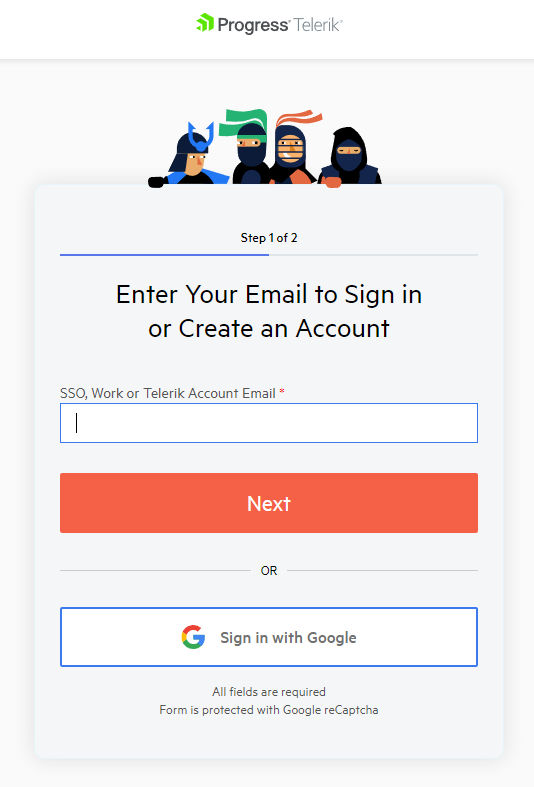 Progress Telerik
Step 1 of 2
Enter Your Email to Sign in
or Create an Account
SSO, Work or Telerik Account Email *
Next
OR
Sign in with Google
All fields are required
Form is protected with Google reCaptcha